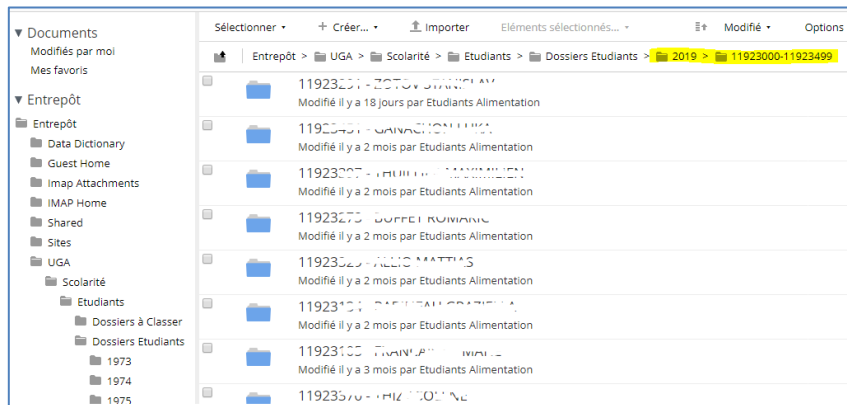 ▼ Documents
Modifiés par moi
Mes favoris
▼ Entrepôt
Entrepôt
Data Dictionary
Guest Home
Imap Attachments
IMAP Home
Shared
Sites
UGA
Scolarité
Etudiants
Dossiers à Classer
Dossiers Etudiants
1973
1974
1975
Sélectionner + Créer... Importer Eléments sélectionnés... Modifié Options
Entrepôt > UGA > Scolarité > Etudiants > Dossiers Etudiants > 2019 > 11923000-11923499
Modifié il y a 18 jours par Etudiants Alimentation
Modifié il y a 2 mois par Etudiants Alimentation
Modifié il y a 2 mois par Etudiants Alimentation
Modifié il y a 2 mois par Etudiants Alimentation
Modifié il y a 2 mois par Etudiants Alimentation
Modifié il y a 2 mois par Etudiants Alimentation
Modifié il y a 3 mois par Etudiants Alimentation